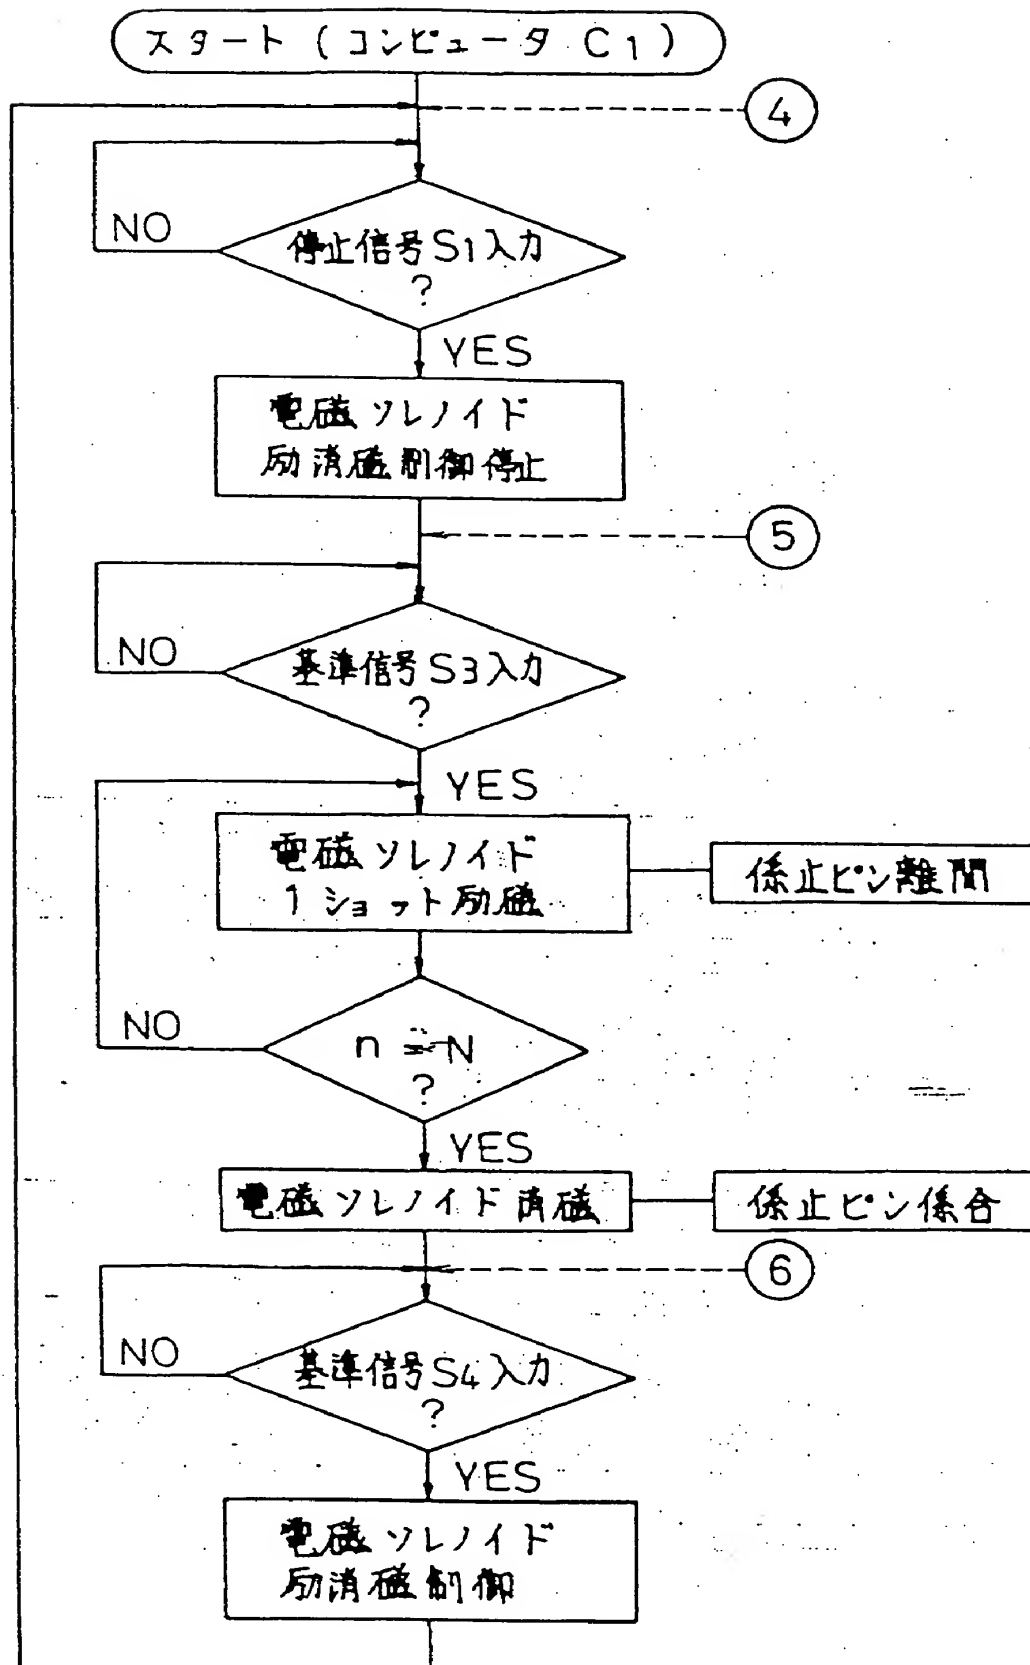 スタート (コンピュータ C1)
4
NO
停止信号S1入力
?
YES
電磁ソレノイド
励消磁制御停止
5
NO
基準信号S3入力
?
YES
電磁ソレノイド
1ショット励磁
係止ピン離間
NO
n = N
?
YES
電磁ソレノイド消磁
係止ピン係合
6
NO
基準信号S4入力
?
YES
電磁ソレノイド
励消磁制御